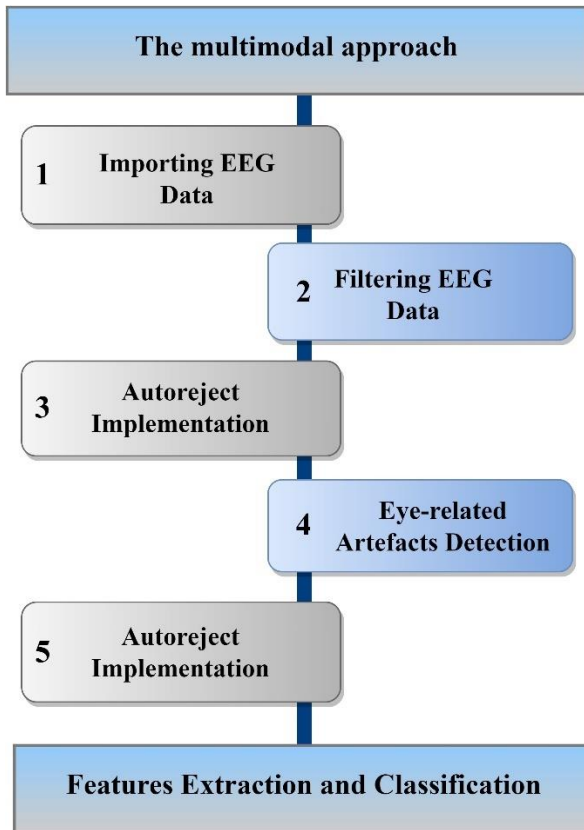 The multimodal approach
1
Importing EEG
Data
2
Filtering EEG
Data
3
Autoreject
Implementation
4
Eye-related
Artefacts Detection
5
Autoreject
Implementation
Features Extraction and Classification